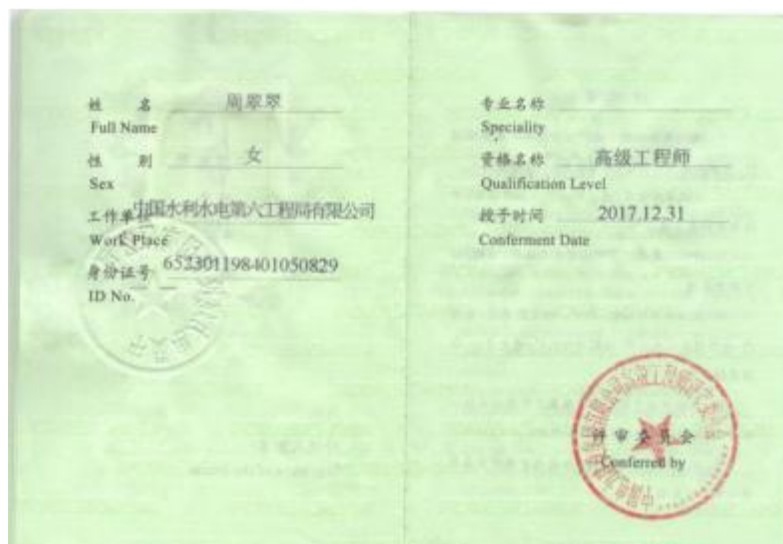 姓 名 周翠翠
Full Name
性 别 女
Sex
工作单位 中国水利水电第六工程局有限公司
Work Place
身份证号 652301198401050829
ID No.
专业名称
Speciality
资格名称 高级工程师
Qualification Level
授予时间 2017.12.31
Conferment Date
评审委员会
Conferred by